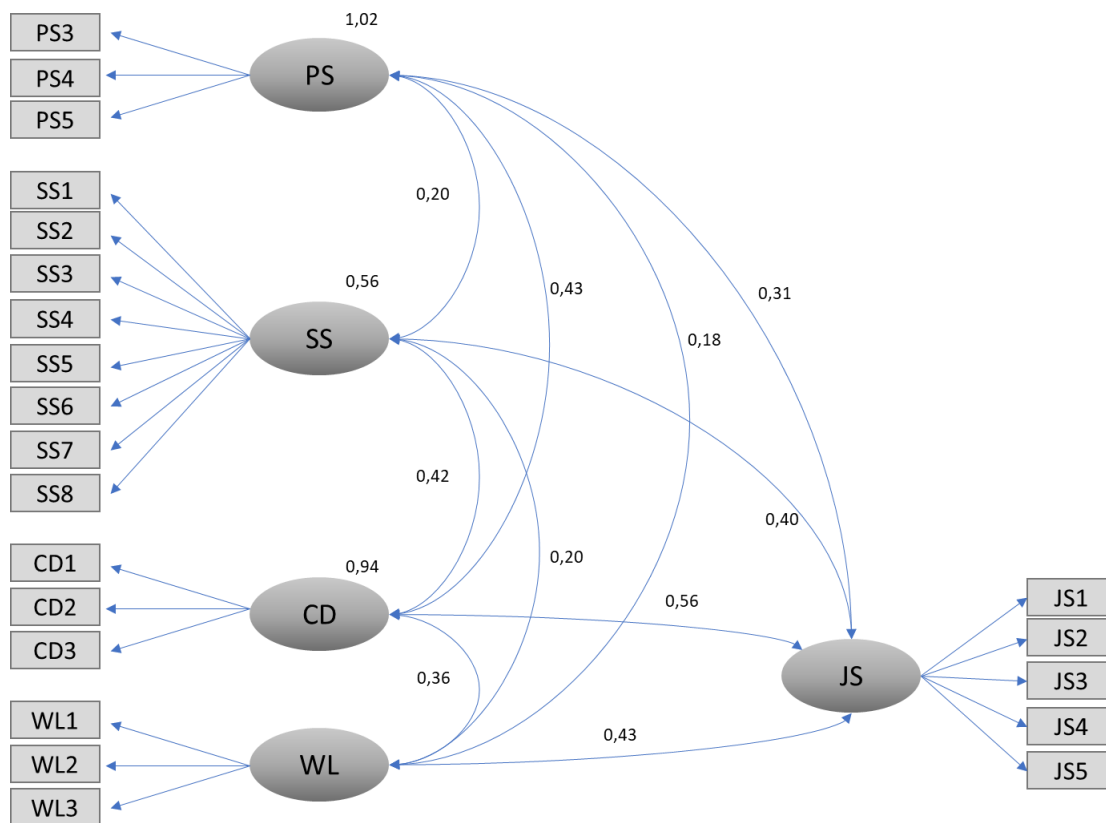 1,02
PS3
PS4
PS5
PS
SS1
SS2
SS3
SS4
SS5
SS6
SS7
SS8
0,20
0,56
SS
0,43
0,31
0,18
0,42
0,40
0,20
CD1
CD2
CD3
0,94
CD
0,56
0,36
JS
JS1
JS2
JS3
JS4
JS5
WL1
WL2
WL3
WL
0,43